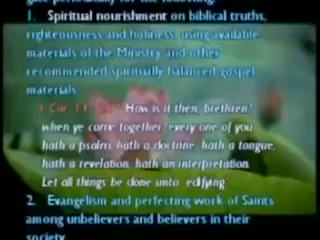 gate periodically for the following:
1. Spiritual nourishment on biblical truths,
righteousness and holiness, using available
materials of the Ministry and other
recommended spiritually balanced gospel
materials
1 Cor. How is it then, brethren?
when ye come together, every one of you
hath a psalm, hath a doctrine, hath a tongue,
hath a revelation, hath an interpretation.
Let all things be done unto edifying
2. Evangelism and perfecting work of Saints
among unbelievers and believers in their
society